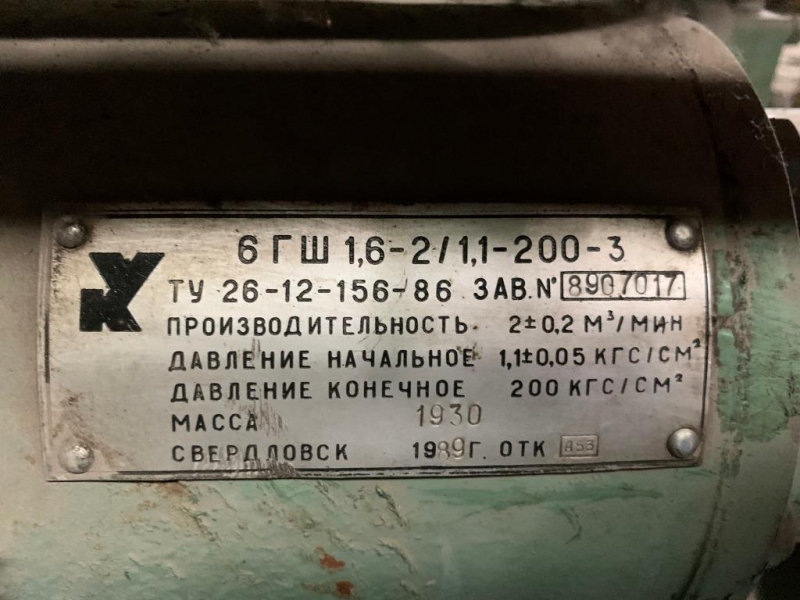 6 ГШ 1,6-2/1,1-200-3
УК
ТУ 26-12-156-86 ЗАВ.№ 8907017
ПРОИЗВОДИТЕЛЬНОСТЬ 2±0,2 М³/МИН
ДАВЛЕНИЕ НАЧАЛЬНОЕ 1,1±0,05 КГС/СМ²
ДАВЛЕНИЕ КОНЕЧНОЕ 200 КГС/СМ²
МАССА 1930
СВЕРДЛОВСК 1989Г. ОТК А53